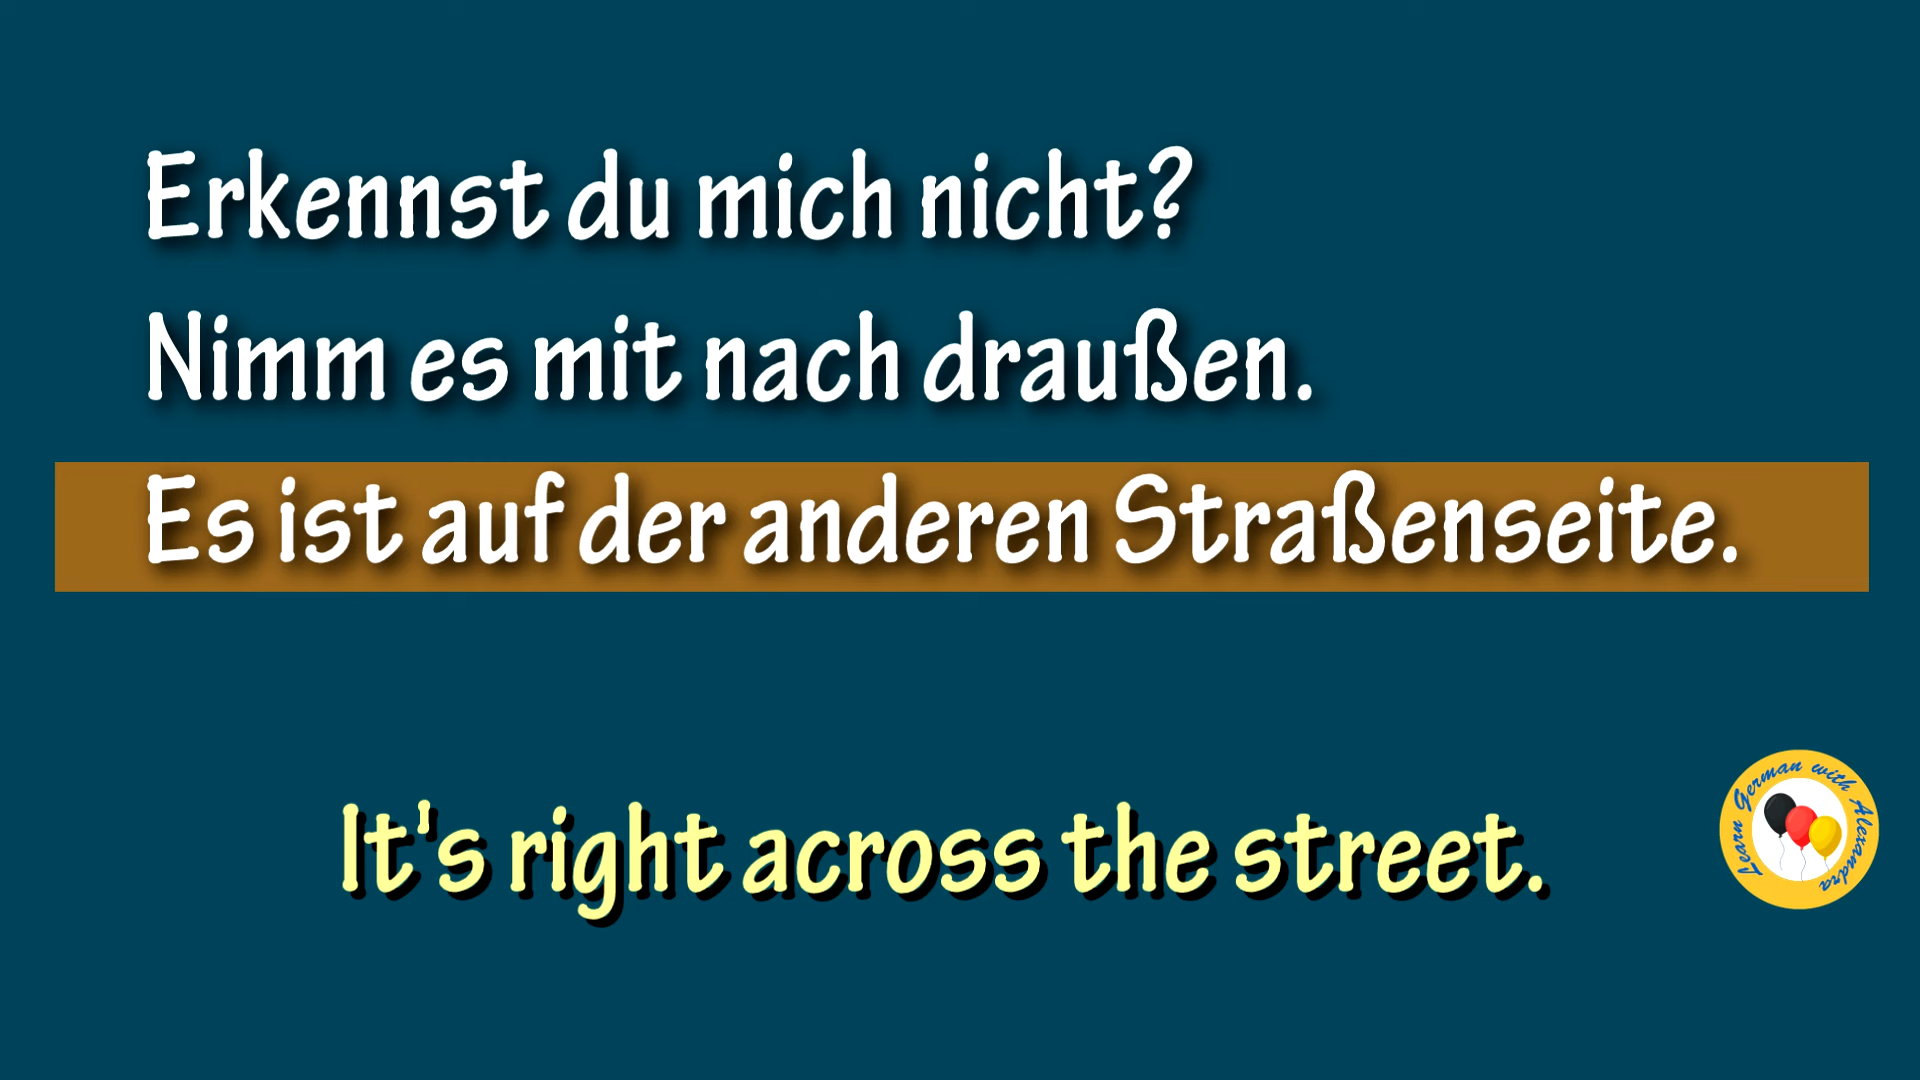 Erkennst du mich nicht?
Nimm es mit nach draußen.
Es ist auf der anderen Straßenseite.
It's right across the street.
Learn German with Alexandra